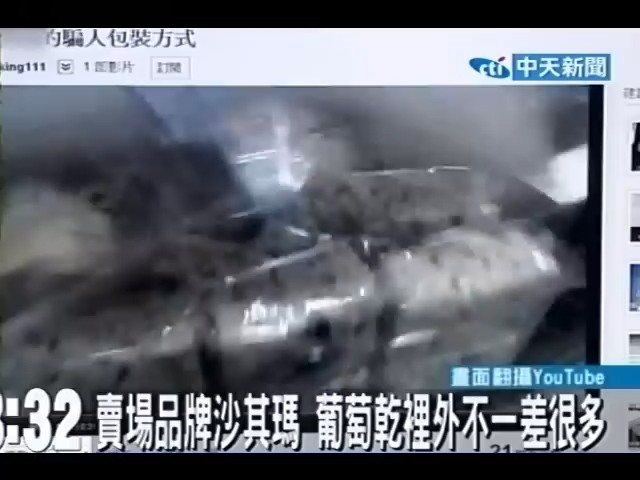 的騙人包裝方式
king111 1 部影片 訂閱
cti 中天新聞
畫面翻攝YouTube
:32 賣場品牌沙其瑪 葡萄乾裡外不一差很多